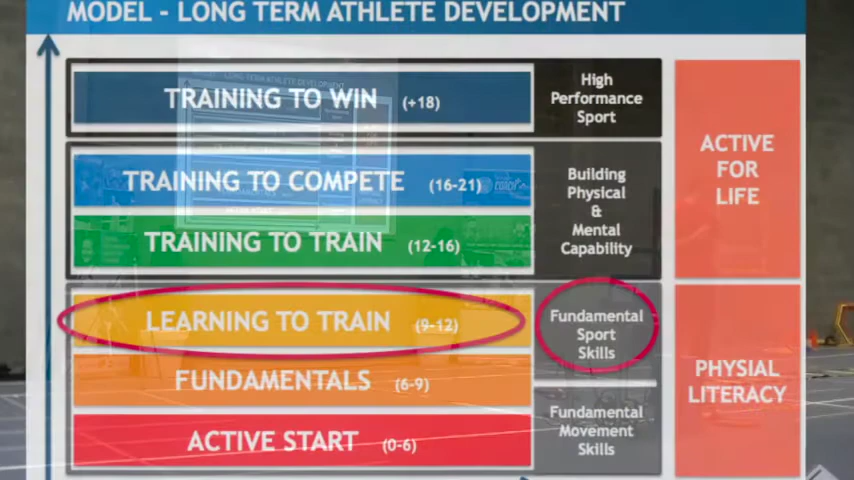 MODEL - LONG TERM ATHLETE DEVELOPMENT
TRAINING TO WIN (+18)
High
Performance
Sport
TRAINING TO COMPETE (16-21)
TRAINING TO TRAIN (12-16)
Building
Physical
&
Mental
Capability
ACTIVE
FOR
LIFE
LEARNING TO TRAIN (9-12)
Fundamental
Sport
Skills
FUNDAMENTALS (6-9)
ACTIVE START (0-6)
Fundamental
Movement
Skills
PHYSIAL
LITERACY